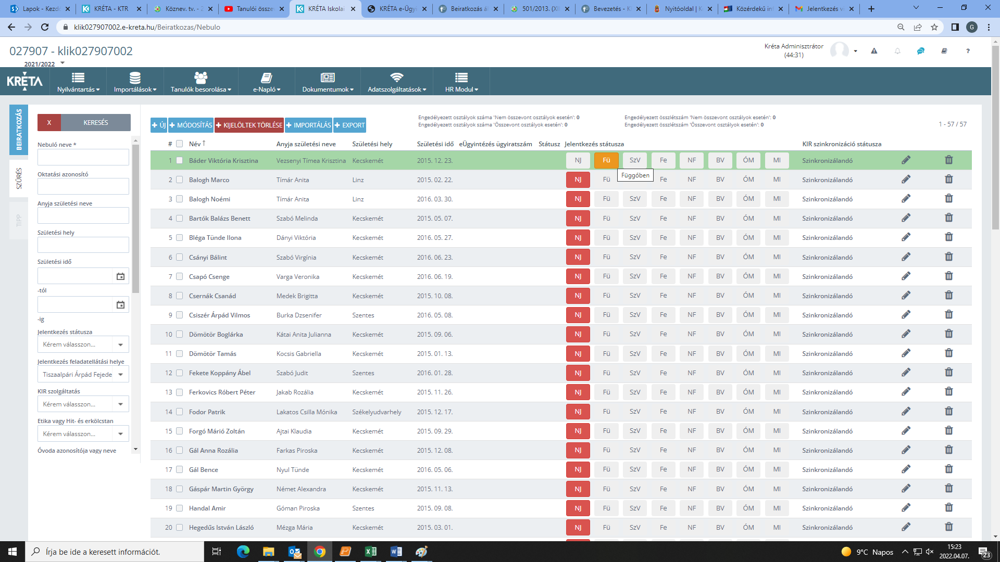 Lapok - Kezdő
KRÉTA - KTR
Köznev. tv. - 2
Tanulói össze
KRÉTA Iskolai
KRÉTA e-Ügyi
Beiratkozás
501/2013. (XI
Bevezetés - K
Nyitóoldal | K
Közérdekű inf
Jelentkezés v
klik027907002.e-kreta.hu/Beiratkozas/Nebulo
G
027907 - klik027907002
2021/2022
Kréta Adminisztrátor
(44:31)
?
KRÉTA
Nyilvántartás
Importálások
Tanulók besorolása
e-Napló
Dokumentumok
Adatszolgáltatások
HR Modul
BEIRATKOZÁS
SZŰRÉS
TIPP
X KERESÉS
Nebuló neve *
Oktatási azonosító
Anyja születési neve
Születési hely
Születési idő
-tól
-ig
Jelentkezés státusza
Kérem válasszon...
Jelentkezés feladatellátási helye
Tiszaalpári Árpád Fejede
KIR szolgáltatás
Kérem válasszon...
Etika vagy Hit- és erkölcstan
Kérem válasszon...
Óvoda azonosítója vagy neve
+ ÚJ + MÓDOSÍTÁS + KIJELÖLTEK TÖRLÉSE + IMPORTÁLÁS + EXPORT
Engedélyezett osztályok száma 'Nem összevont osztályok esetén': 0
Engedélyezett osztályok száma 'Összevont osztályok esetén': 0
Engedélyezett összlétszám 'Nem összevont osztályok esetén': 0
Engedélyezett összlétszám 'Összevont osztályok esetén': 0
1 - 57 / 57
# Név ↑ Anyja születési neve Születési hely Születési idő eÜgyintézés ügyiratszám Státusz Jelentkezés státusza KIR szinkronizáció státusza
1 Báder Viktória Krisztina Vezsenyi Tímea Krisztina Kecskemét 2015. 12. 23. NJ Fü SzV Fe NF BV ÓM MI Szinkronizálandó
Függőben
2 Balogh Marco Tímár Anita Linz 2015. 02. 22. NJ Fü Fe NF BV ÓM MI Szinkronizálandó
3 Balogh Noémi Tímár Anita Linz 2016. 03. 30. NJ Fü SzV Fe NF BV ÓM MI Szinkronizálandó
4 Bartók Balázs Benett Szabó Melinda Kecskemét 2015. 05. 07. NJ Fü SzV Fe NF BV ÓM MI Szinkronizálandó
5 Bléga Tünde Ilona Dányi Viktória Kecskemét 2016. 05. 27. NJ Fü SzV Fe NF BV ÓM MI Szinkronizálandó
6 Csányi Bálint Szabó Virgínia Kecskemét 2016. 06. 23. NJ Fü SzV Fe NF BV ÓM MI Szinkronizálandó
7 Csapó Csenge Varga Veronika Kecskemét 2016. 06. 19. NJ Fü SzV Fe NF BV ÓM MI Szinkronizálandó
8 Csernák Csanád Medek Brigitta Kecskemét 2015. 10. 08. NJ Fü SzV Fe NF BV ÓM MI Szinkronizálandó
9 Csiszér Árpád Vilmos Burka Dzsenifer Szentes 2016. 05. 08. NJ Fü SzV Fe NF BV ÓM MI Szinkronizálandó
10 Dömötör Boglárka Kátai Anita Julianna Kecskemét 2015. 09. 06. NJ Fü SzV Fe NF BV ÓM MI Szinkronizálandó
11 Dömötör Tamás Kocsis Gabriella Kecskemét 2015. 01. 13. NJ Fü SzV Fe NF BV ÓM MI Szinkronizálandó
12 Fekete Koppány Ábel Szabó Judit Szentes 2016. 01. 28. NJ Fü SzV Fe NF BV ÓM MI Szinkronizálandó
13 Ferkovics Róbert Péter Jakab Rozália Kecskemét 2015. 11. 26. NJ Fü SzV Fe NF BV ÓM MI Szinkronizálandó
14 Fodor Patrik Lakatos Csilla Mónika Székelyudvarhely 2015. 12. 17. NJ Fü SzV Fe NF BV ÓM MI Szinkronizálandó
15 Forgó Márió Zoltán Ajtai Klaudia Kecskemét 2015. 09. 29. NJ Fü SzV Fe NF BV ÓM MI Szinkronizálandó
16 Gál Anna Rozália Farkas Piroska Kecskemét 2015. 12. 08. NJ Fü SzV Fe NF BV ÓM MI Szinkronizálandó
17 Gál Bence Nyul Tünde Kecskemét 2016. 05. 06. NJ Fü SzV Fe NF BV ÓM MI Szinkronizálandó
18 Gáspár Martin György Német Alexandra Kecskemét 2015. 11. 13. NJ Fü SzV Fe NF BV ÓM MI Szinkronizálandó
19 Handal Amir Góman Piroska Szentes 2015. 09. 08. NJ Fü SzV Fe NF BV ÓM MI Szinkronizálandó
20 Hegedűs István László Mézga Mária Kecskemét 2015. 03. 01. NJ Fü SzV Fe NF BV ÓM MI Szinkronizálandó
Írja be ide a keresett információt.
9°C Napos
15:23
2022.04.07.
23